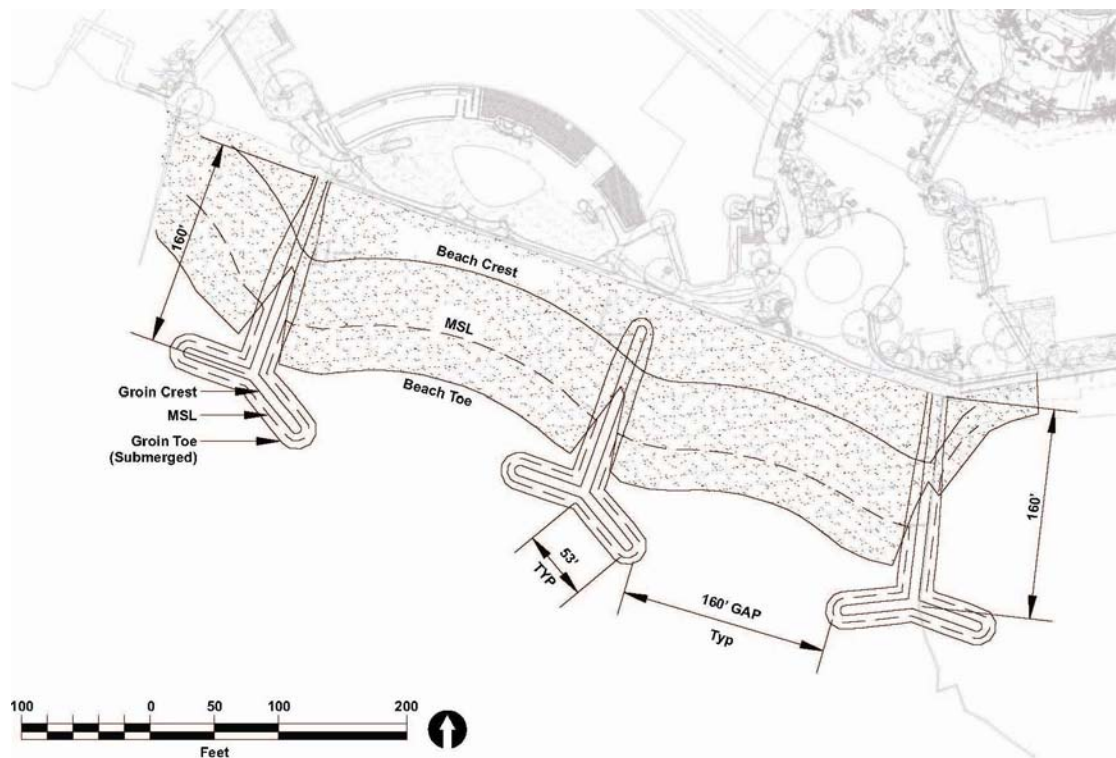 160'
Beach Crest
MSL
Beach Toe
Groin Crest
MSL
Groin Toe
(Submerged)
53'
TYP
160' GAP
Typ
160'
100 0 50 100 200
Feet